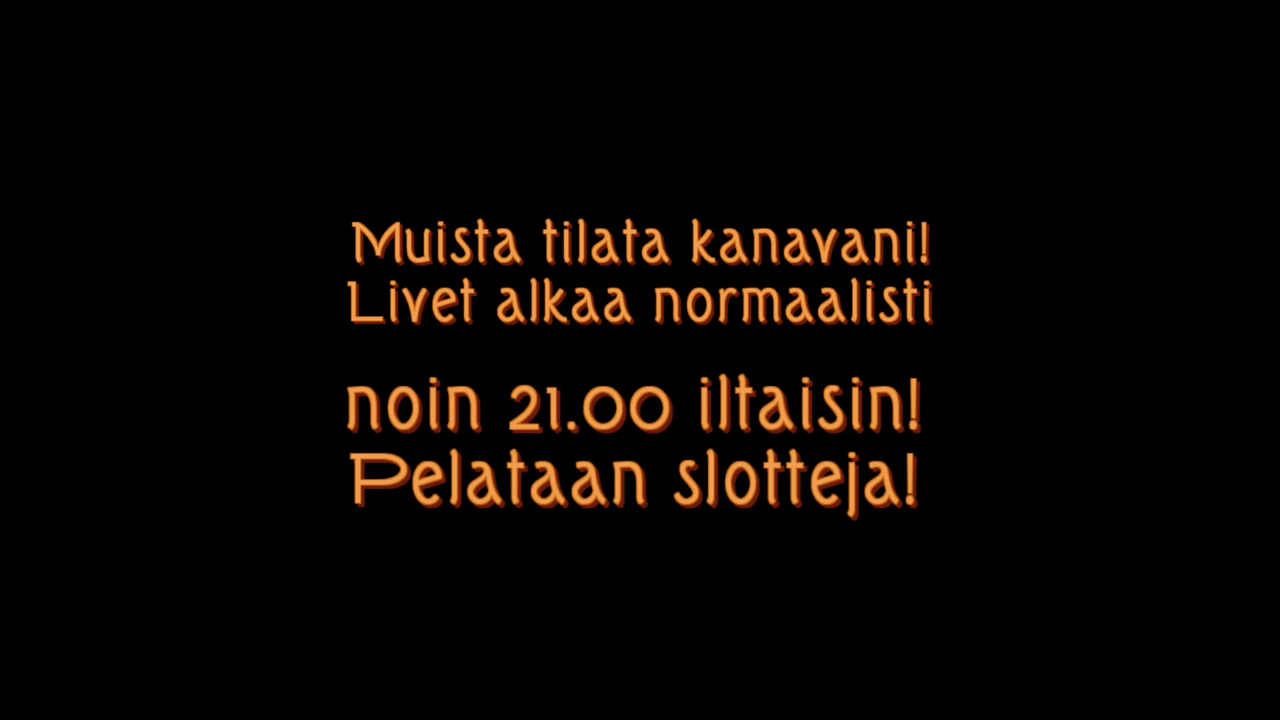 Muista tilata kanavani!
Livet alkaa normaalisti
noin 21.00 iltaisin!
Pelataan slotteja!